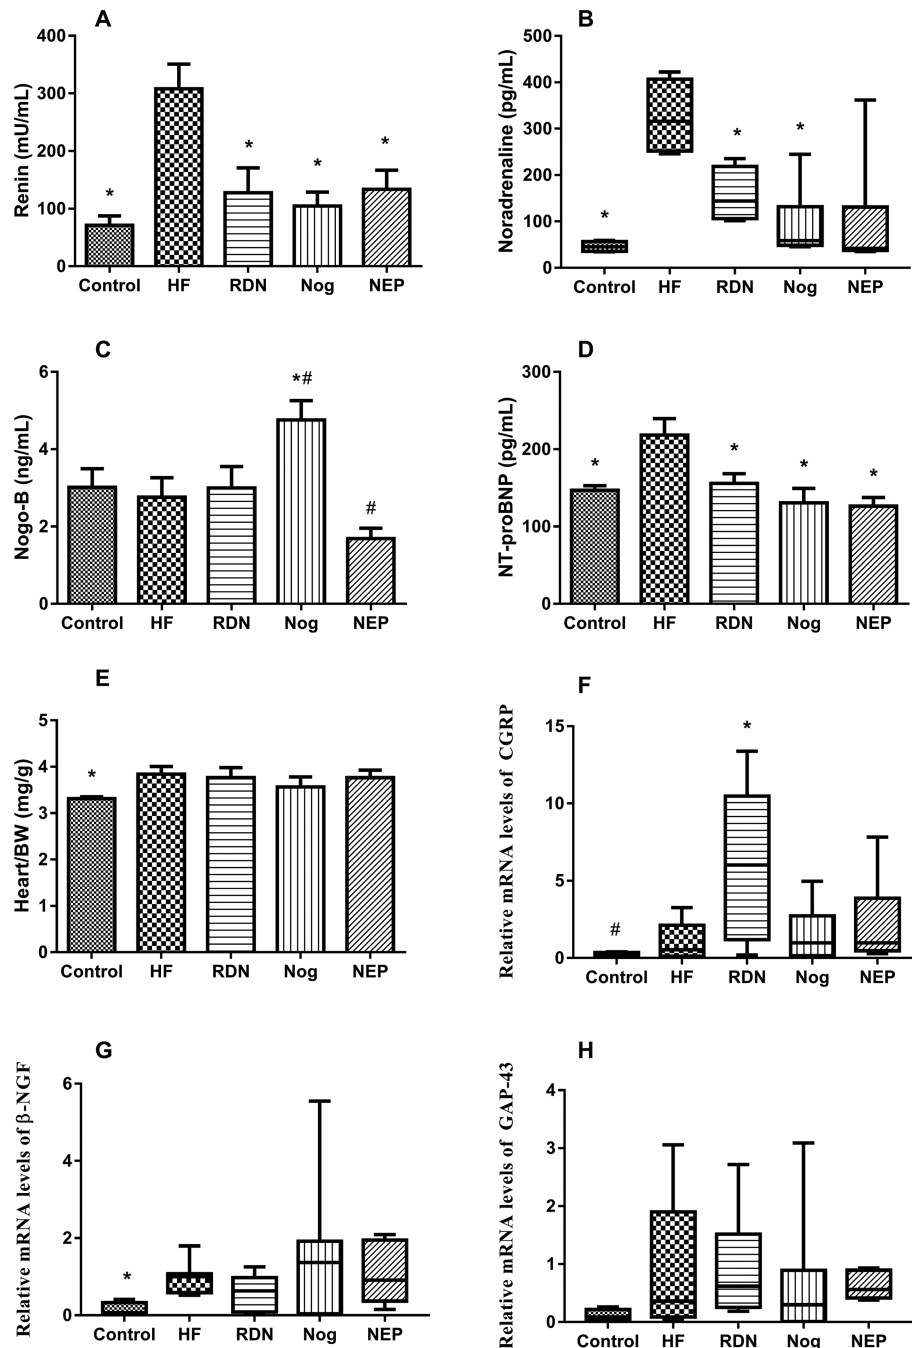 A
Renin (mU/mL)
400
300
200
100
0
*
*
*
*
Control HF RDN Nog NEP
B
Noradrenaline (pg/mL)
500
400
300
200
100
0
*
*
*
Control HF RDN Nog NEP
C
Nogo-B (ng/mL)
6
4
2
0
*#
#
Control HF RDN Nog NEP
D
NT-proBNP (pg/mL)
300
200
100
0
*
*
*
*
Control HF RDN Nog NEP
E
Heart/BW (mg/g)
5
4
3
2
1
0
*
Control HF RDN Nog NEP
F
Relative mRNA levels of CGRP
15
10
5
0
#
*
Control HF RDN Nog NEP
G
Relative mRNA levels of β-NGF
6
4
2
0
*
Control HF RDN Nog NEP
H
Relative mRNA levels of GAP-43
4
3
2
1
0
Control HF RDN Nog NEP